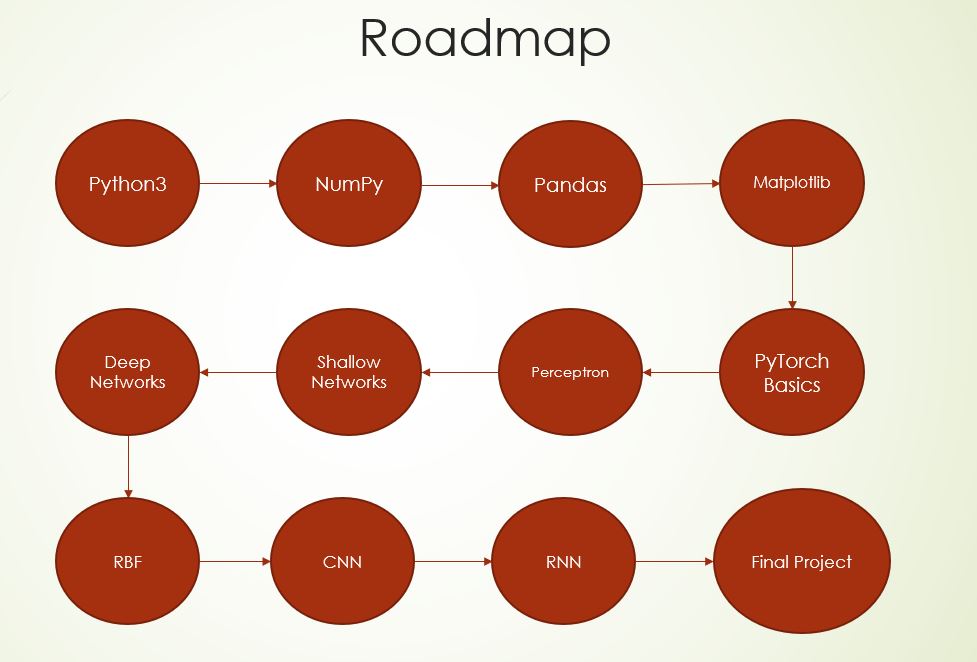 Roadmap
Python3
NumPy
Pandas
Matplotlib
PyTorch
Basics
Perceptron
Shallow
Networks
Deep
Networks
RBF
CNN
RNN
Final Project